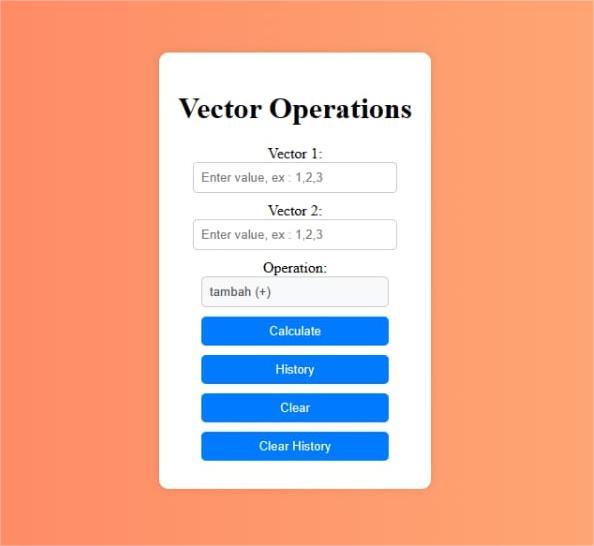 Vector Operations
Vector 1:
Enter value, ex : 1,2,3
Vector 2:
Enter value, ex : 1,2,3
Operation:
tambah (+)
Calculate
History
Clear
Clear History